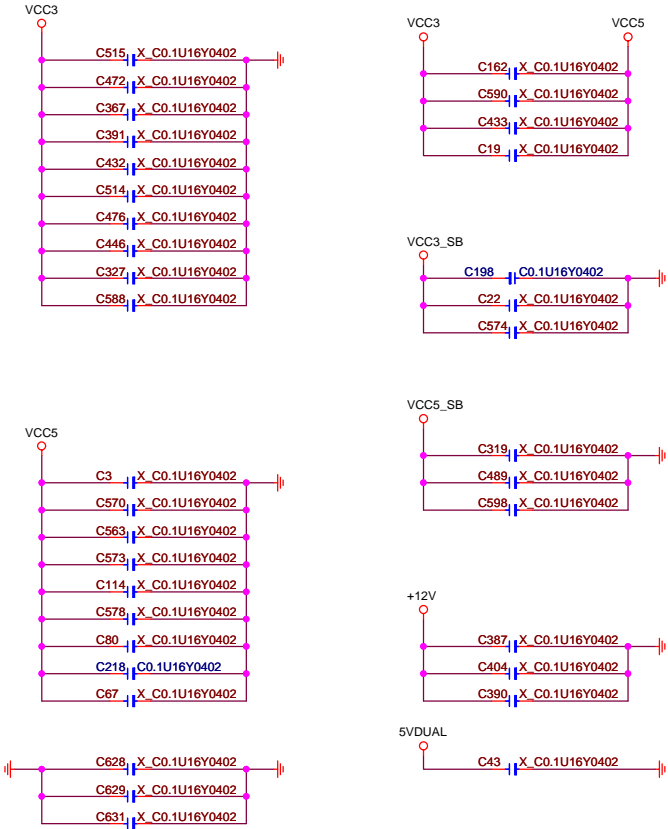 VCC3
C515 X_C0.1U16Y0402
C472 X_C0.1U16Y0402
C367 X_C0.1U16Y0402
C391 X_C0.1U16Y0402
C432 X_C0.1U16Y0402
C514 X_C0.1U16Y0402
C476 X_C0.1U16Y0402
C446 X_C0.1U16Y0402
C327 X_C0.1U16Y0402
C588 X_C0.1U16Y0402
VCC5
C3 X_C0.1U16Y0402
C570 X_C0.1U16Y0402
C563 X_C0.1U16Y0402
C573 X_C0.1U16Y0402
C114 X_C0.1U16Y0402
C578 X_C0.1U16Y0402
C80 X_C0.1U16Y0402
C218 C0.1U16Y0402
C67 X_C0.1U16Y0402
C628 X_C0.1U16Y0402
C629 X_C0.1U16Y0402
C631 X_C0.1U16Y0402
VCC3 VCC5
C162 X_C0.1U16Y0402
C590 X_C0.1U16Y0402
C433 X_C0.1U16Y0402
C19 X_C0.1U16Y0402
VCC3_SB
C198 C0.1U16Y0402
C22 X_C0.1U16Y0402
C574 X_C0.1U16Y0402
VCC5_SB
C319 X_C0.1U16Y0402
C489 X_C0.1U16Y0402
C598 X_C0.1U16Y0402
+12V
C387 X_C0.1U16Y0402
C404 X_C0.1U16Y0402
C390 X_C0.1U16Y0402
5VDUAL
C43 X_C0.1U16Y0402